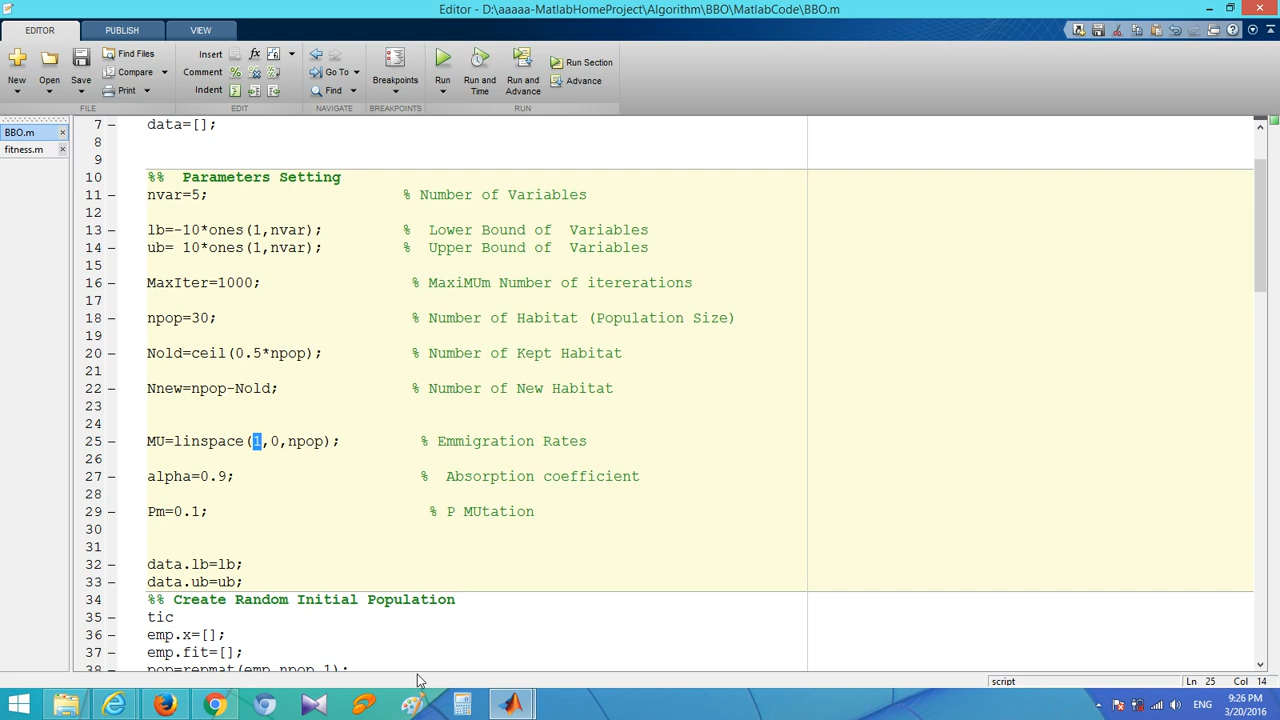 Editor - D:\aaaaa-MatlabHomeProject\Algorithm\BBO\MatlabCode\BBO.m
EDITOR PUBLISH VIEW
New Open Save Find Files Compare Print
Insert Comment Indent
Go To Find
Breakpoints
Run Run and Time Run and Advance Run Section Advance
FILE EDIT NAVIGATE BREAKPOINTS RUN
BBO.m
fitness.m
7 – data=[];
8
9
10 %% Parameters Setting
11 – nvar=5; % Number of Variables
12
13 – lb=-10*ones(1,nvar); % Lower Bound of Variables
14 – ub= 10*ones(1,nvar); % Upper Bound of Variables
15
16 – MaxIter=1000; % MaxiMUm Number of itererations
17
18 – npop=30; % Number of Habitat (Population Size)
19
20 – Nold=ceil(0.5*npop); % Number of Kept Habitat
21
22 – Nnew=npop-Nold; % Number of New Habitat
23
24
25 – MU=linspace(1,0,npop); % Emmigration Rates
26
27 – alpha=0.9; % Absorption coefficient
28
29 – Pm=0.1; % P MUtation
30
31
32 – data.lb=lb;
33 – data.ub=ub;
34 %% Create Random Initial Population
35 – tic
36 – emp.x=[];
37 – emp.fit=[];
38 – pop=repmat(emp,npop,1);
script Ln 25 Col 14
ENG 9:26 PM
3/20/2016